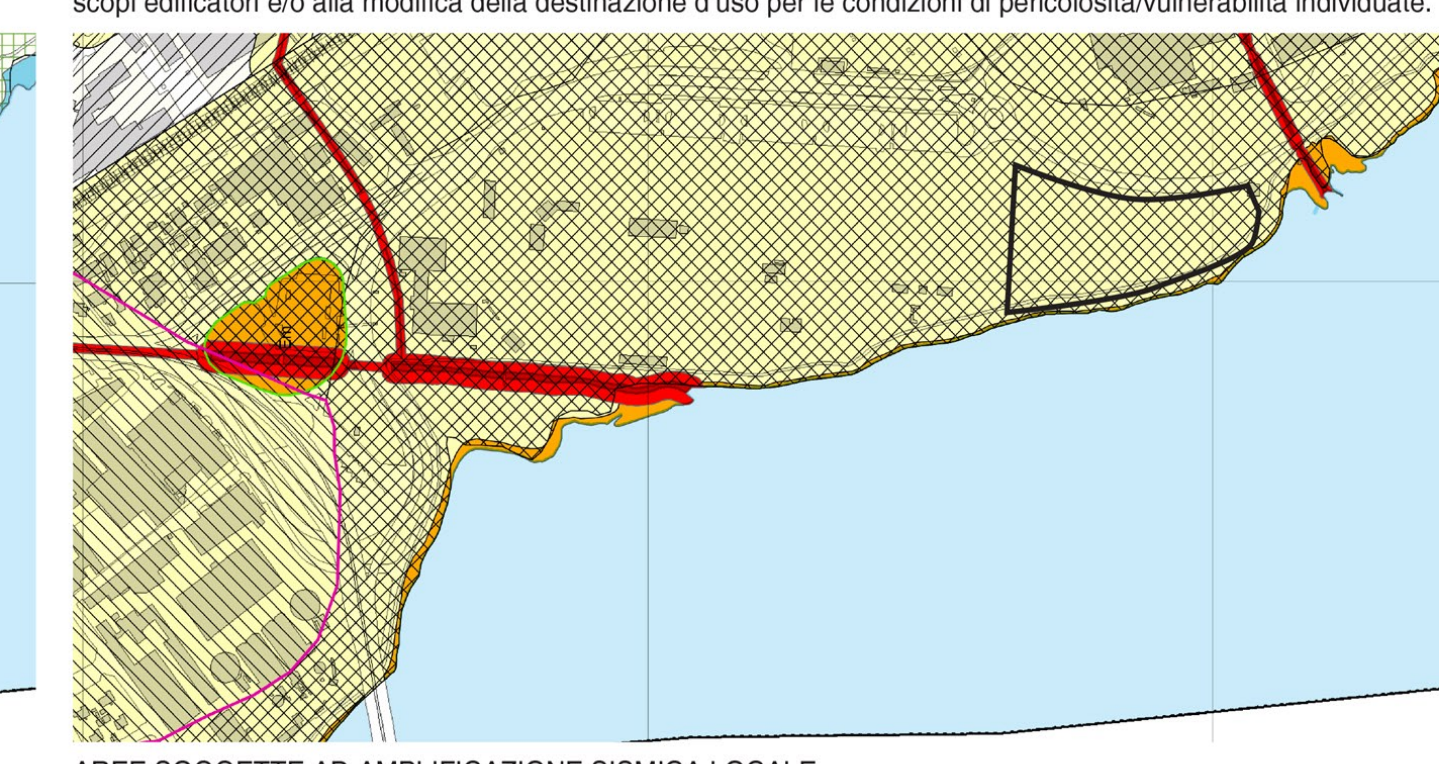 scopi edificatori e/o alla modifica della destinazione d'uso per le condizioni di pericolosità/vulnerabilità individuate.
Em
AREE SOGGETTE AD AMPLIFICAZIONE SISMICA LOCALE